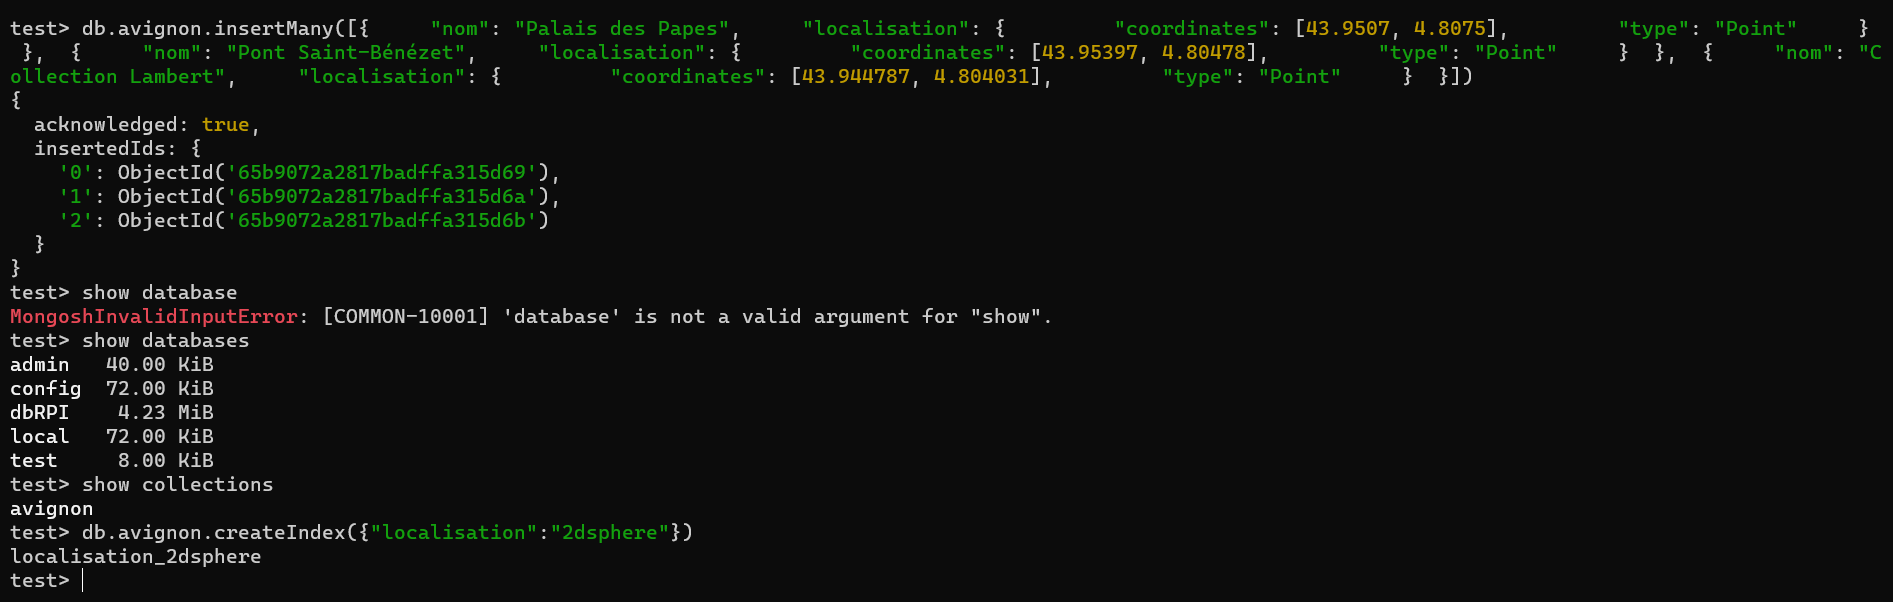 test> db.avignon.insertMany([{     "nom": "Palais des Papes",     "localisation": {         "coordinates": [43.9507, 4.8075],         "type": "Point"     }
 },  {     "nom": "Pont Saint-Bénézet",     "localisation": {         "coordinates": [43.95397, 4.80478],         "type": "Point"     }  },  {     "nom": "C
ollection Lambert",     "localisation": {         "coordinates": [43.944787, 4.804031],         "type": "Point"     }  }])
{
  acknowledged: true,
  insertedIds: {
    '0': ObjectId('65b9072a2817badffa315d69'),
    '1': ObjectId('65b9072a2817badffa315d6a'),
    '2': ObjectId('65b9072a2817badffa315d6b')
  }
}
test> show database
MongoshInvalidInputError: [COMMON-10001] 'database' is not a valid argument for "show".
test> show databases
admin   40.00 KiB
config  72.00 KiB
dbRPI    4.23 MiB
local   72.00 KiB
test     8.00 KiB
test> show collections
avignon
test> db.avignon.createIndex({"localisation":"2dsphere"})
localisation_2dsphere
test>